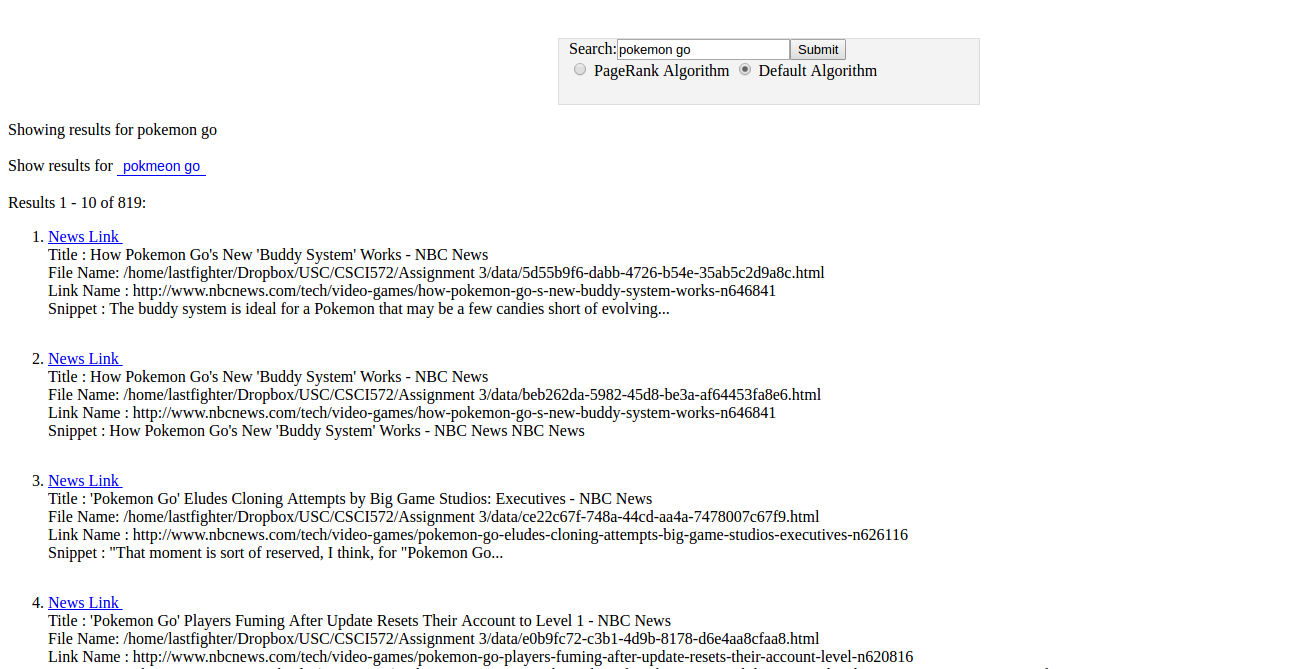 Search: pokemon go Submit
PageRank Algorithm Default Algorithm
Showing results for pokemon go
Show results for pokmeon go
Results 1 - 10 of 819:
1. News Link
Title : How Pokemon Go's New 'Buddy System' Works - NBC News
File Name: /home/lastfighter/Dropbox/USC/CSCI572/Assignment 3/data/5d55b9f6-dabb-4726-b54e-35ab5c2d9a8c.html
Link Name : http://www.nbcnews.com/tech/video-games/how-pokemon-go-s-new-buddy-system-works-n646841
Snippet : The buddy system is ideal for a Pokemon that may be a few candies short of evolving...
2. News Link
Title : How Pokemon Go's New 'Buddy System' Works - NBC News
File Name: /home/lastfighter/Dropbox/USC/CSCI572/Assignment 3/data/beb262da-5982-45d8-be3a-af64453fa8e6.html
Link Name : http://www.nbcnews.com/tech/video-games/how-pokemon-go-s-new-buddy-system-works-n646841
Snippet : How Pokemon Go's New 'Buddy System' Works - NBC News NBC News
3. News Link
Title : 'Pokemon Go' Eludes Cloning Attempts by Big Game Studios: Executives - NBC News
File Name: /home/lastfighter/Dropbox/USC/CSCI572/Assignment 3/data/ce22c67f-748a-44cd-aa4a-7478007c67f9.html
Link Name : http://www.nbcnews.com/tech/video-games/pokemon-go-eludes-cloning-attempts-big-game-studios-executives-n626116
Snippet : "That moment is sort of reserved, I think, for "Pokemon Go...
4. News Link
Title : 'Pokemon Go' Players Fuming After Update Resets Their Account to Level 1 - NBC News
File Name: /home/lastfighter/Dropbox/USC/CSCI572/Assignment 3/data/e0b9fc72-c3b1-4d9b-8178-d6e4aa8cfaa8.html
Link Name : http://www.nbcnews.com/tech/video-games/pokemon-go-players-fuming-after-update-resets-their-account-level-n620816